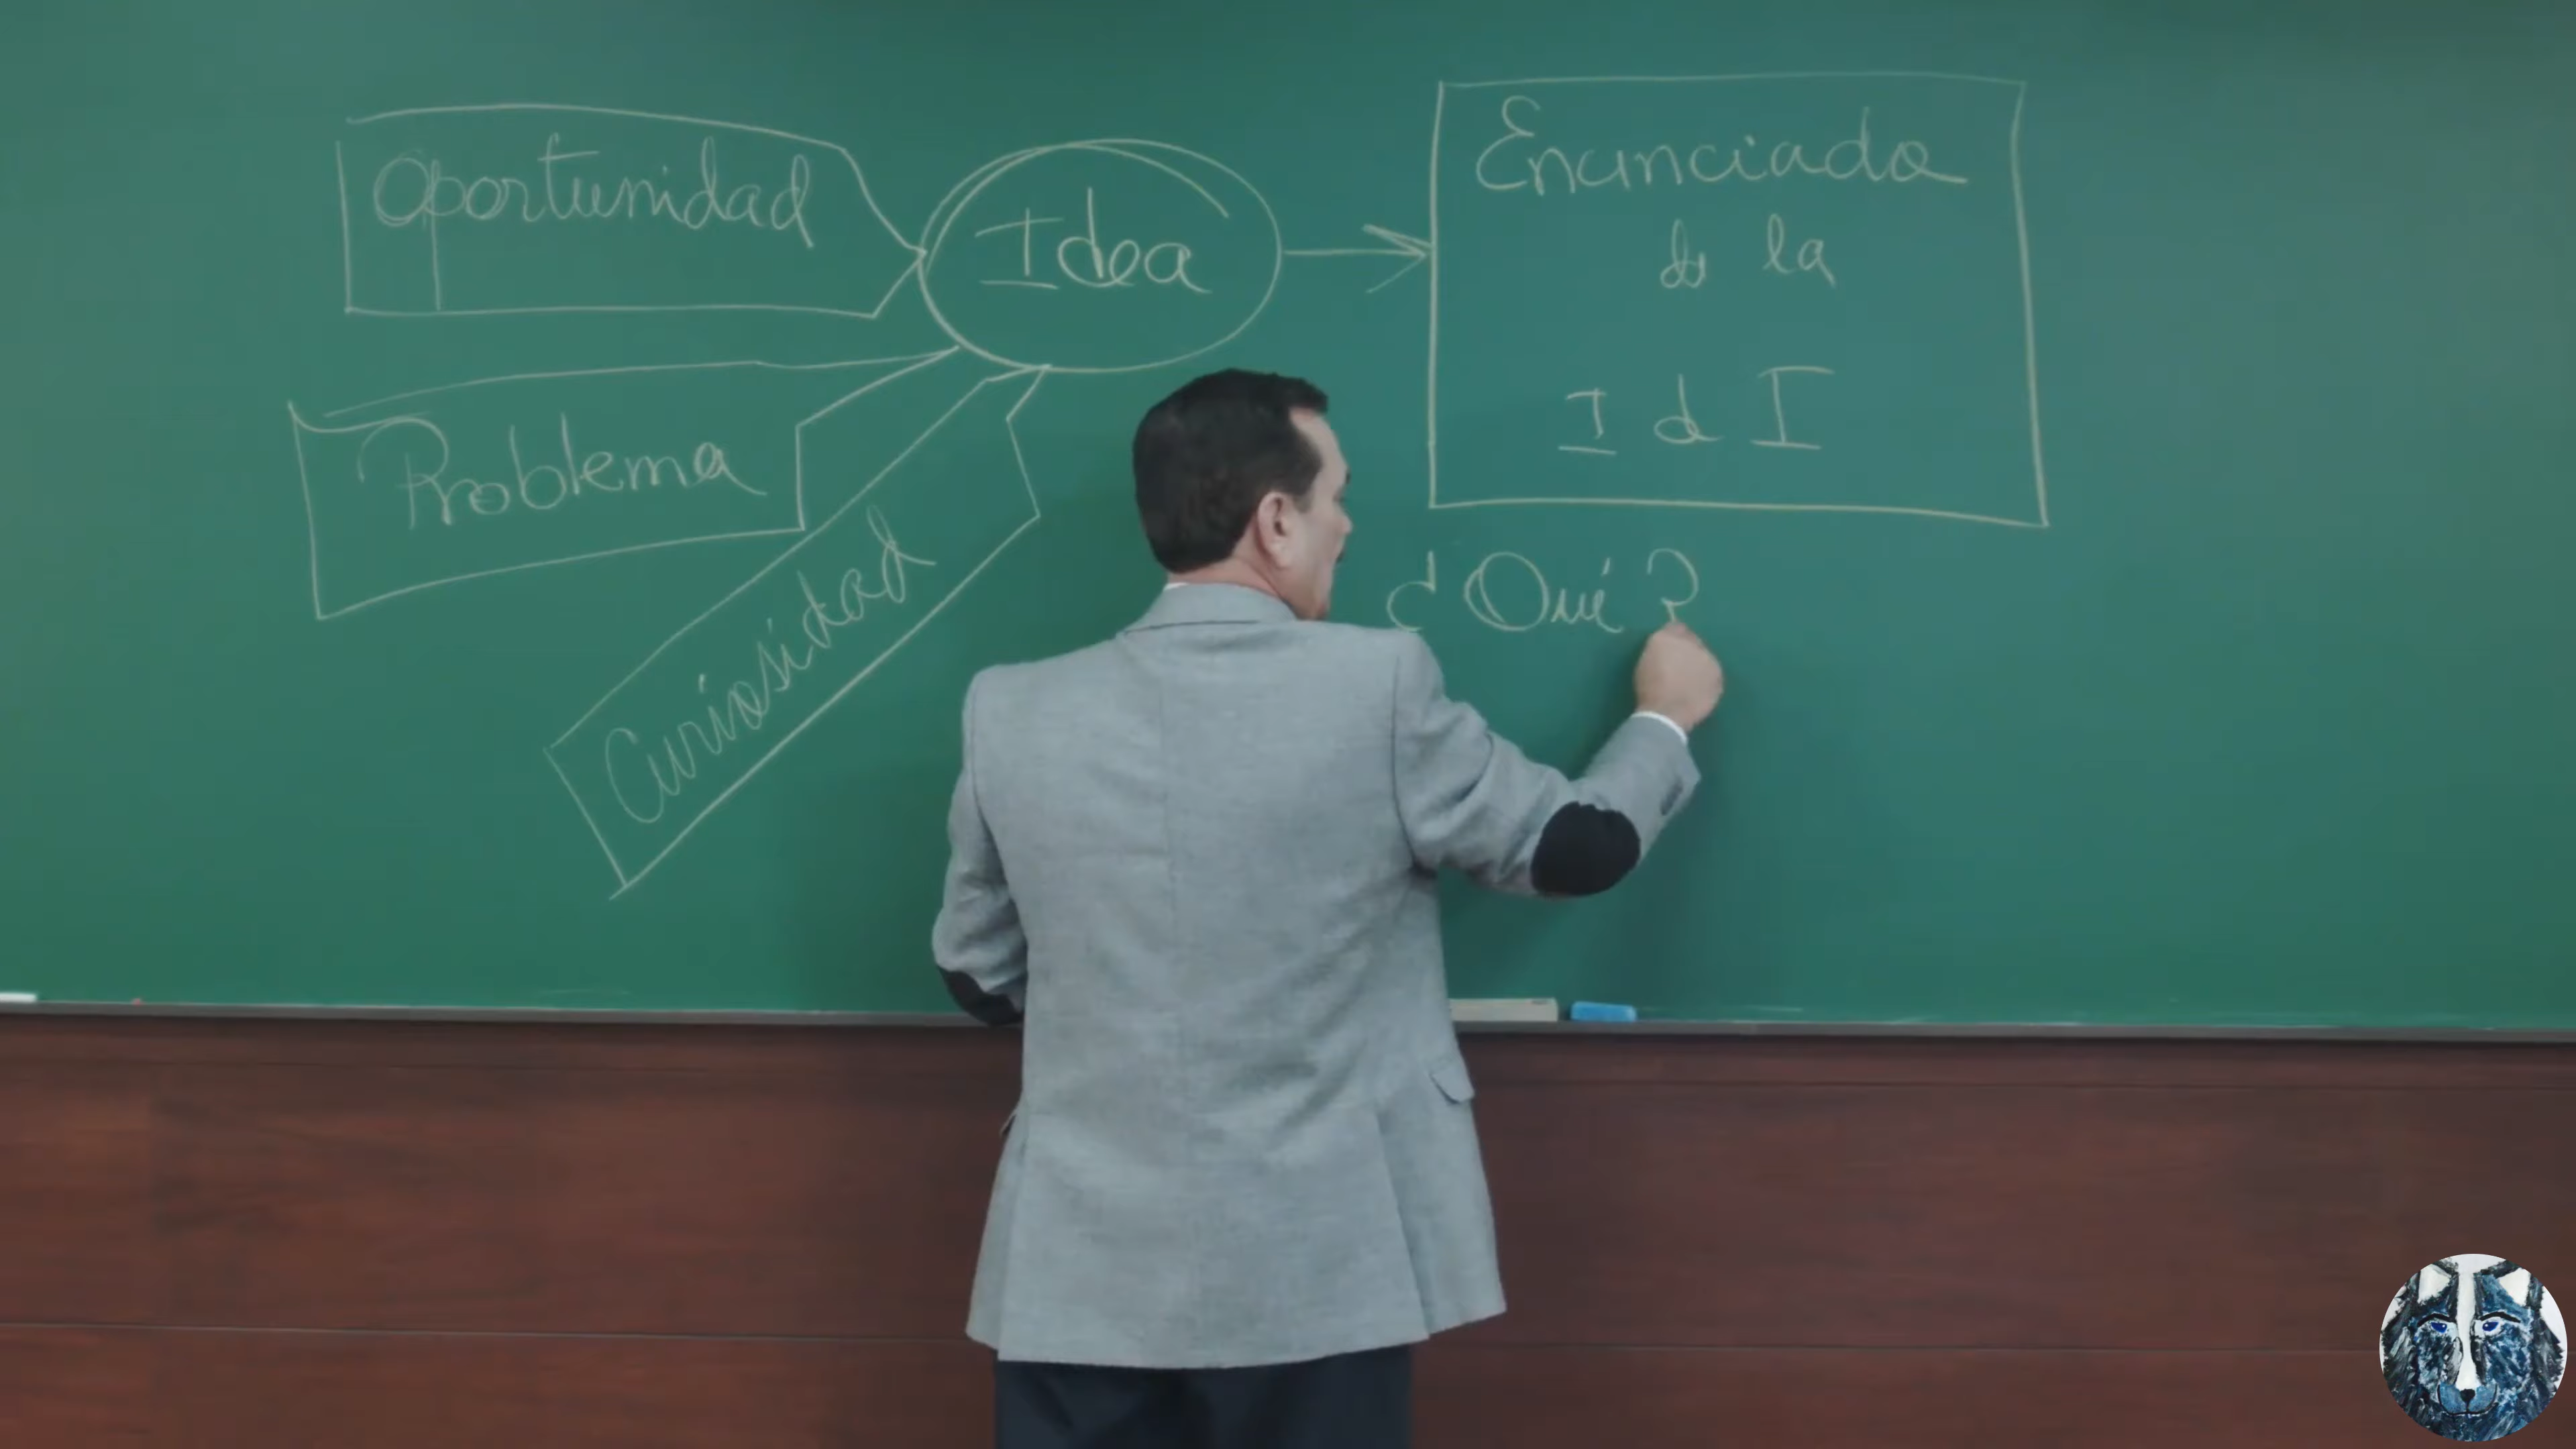 Oportunidad
Problema
Curiosidad
Idea
Enunciado
de la
I d I
¿Qué?